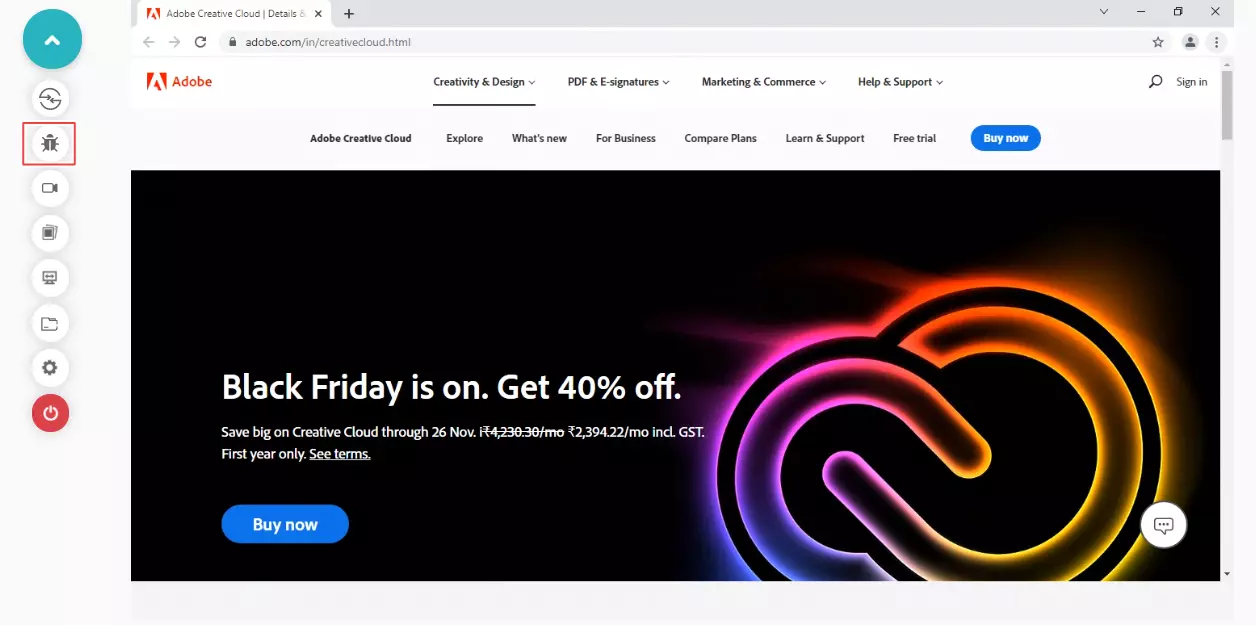 Adobe Creative Cloud | Details &
adobe.com/in/creativecloud.html
Adobe
Creativity & Design
PDF & E-signatures
Marketing & Commerce
Help & Support
Sign in
Adobe Creative Cloud
Explore
What's new
For Business
Compare Plans
Learn & Support
Free trial
Buy now
Black Friday is on. Get 40% off.
Save big on Creative Cloud through 26 Nov. ₹4,230.30/mo ₹2,394.22/mo incl. GST.
First year only. See terms.
Buy now